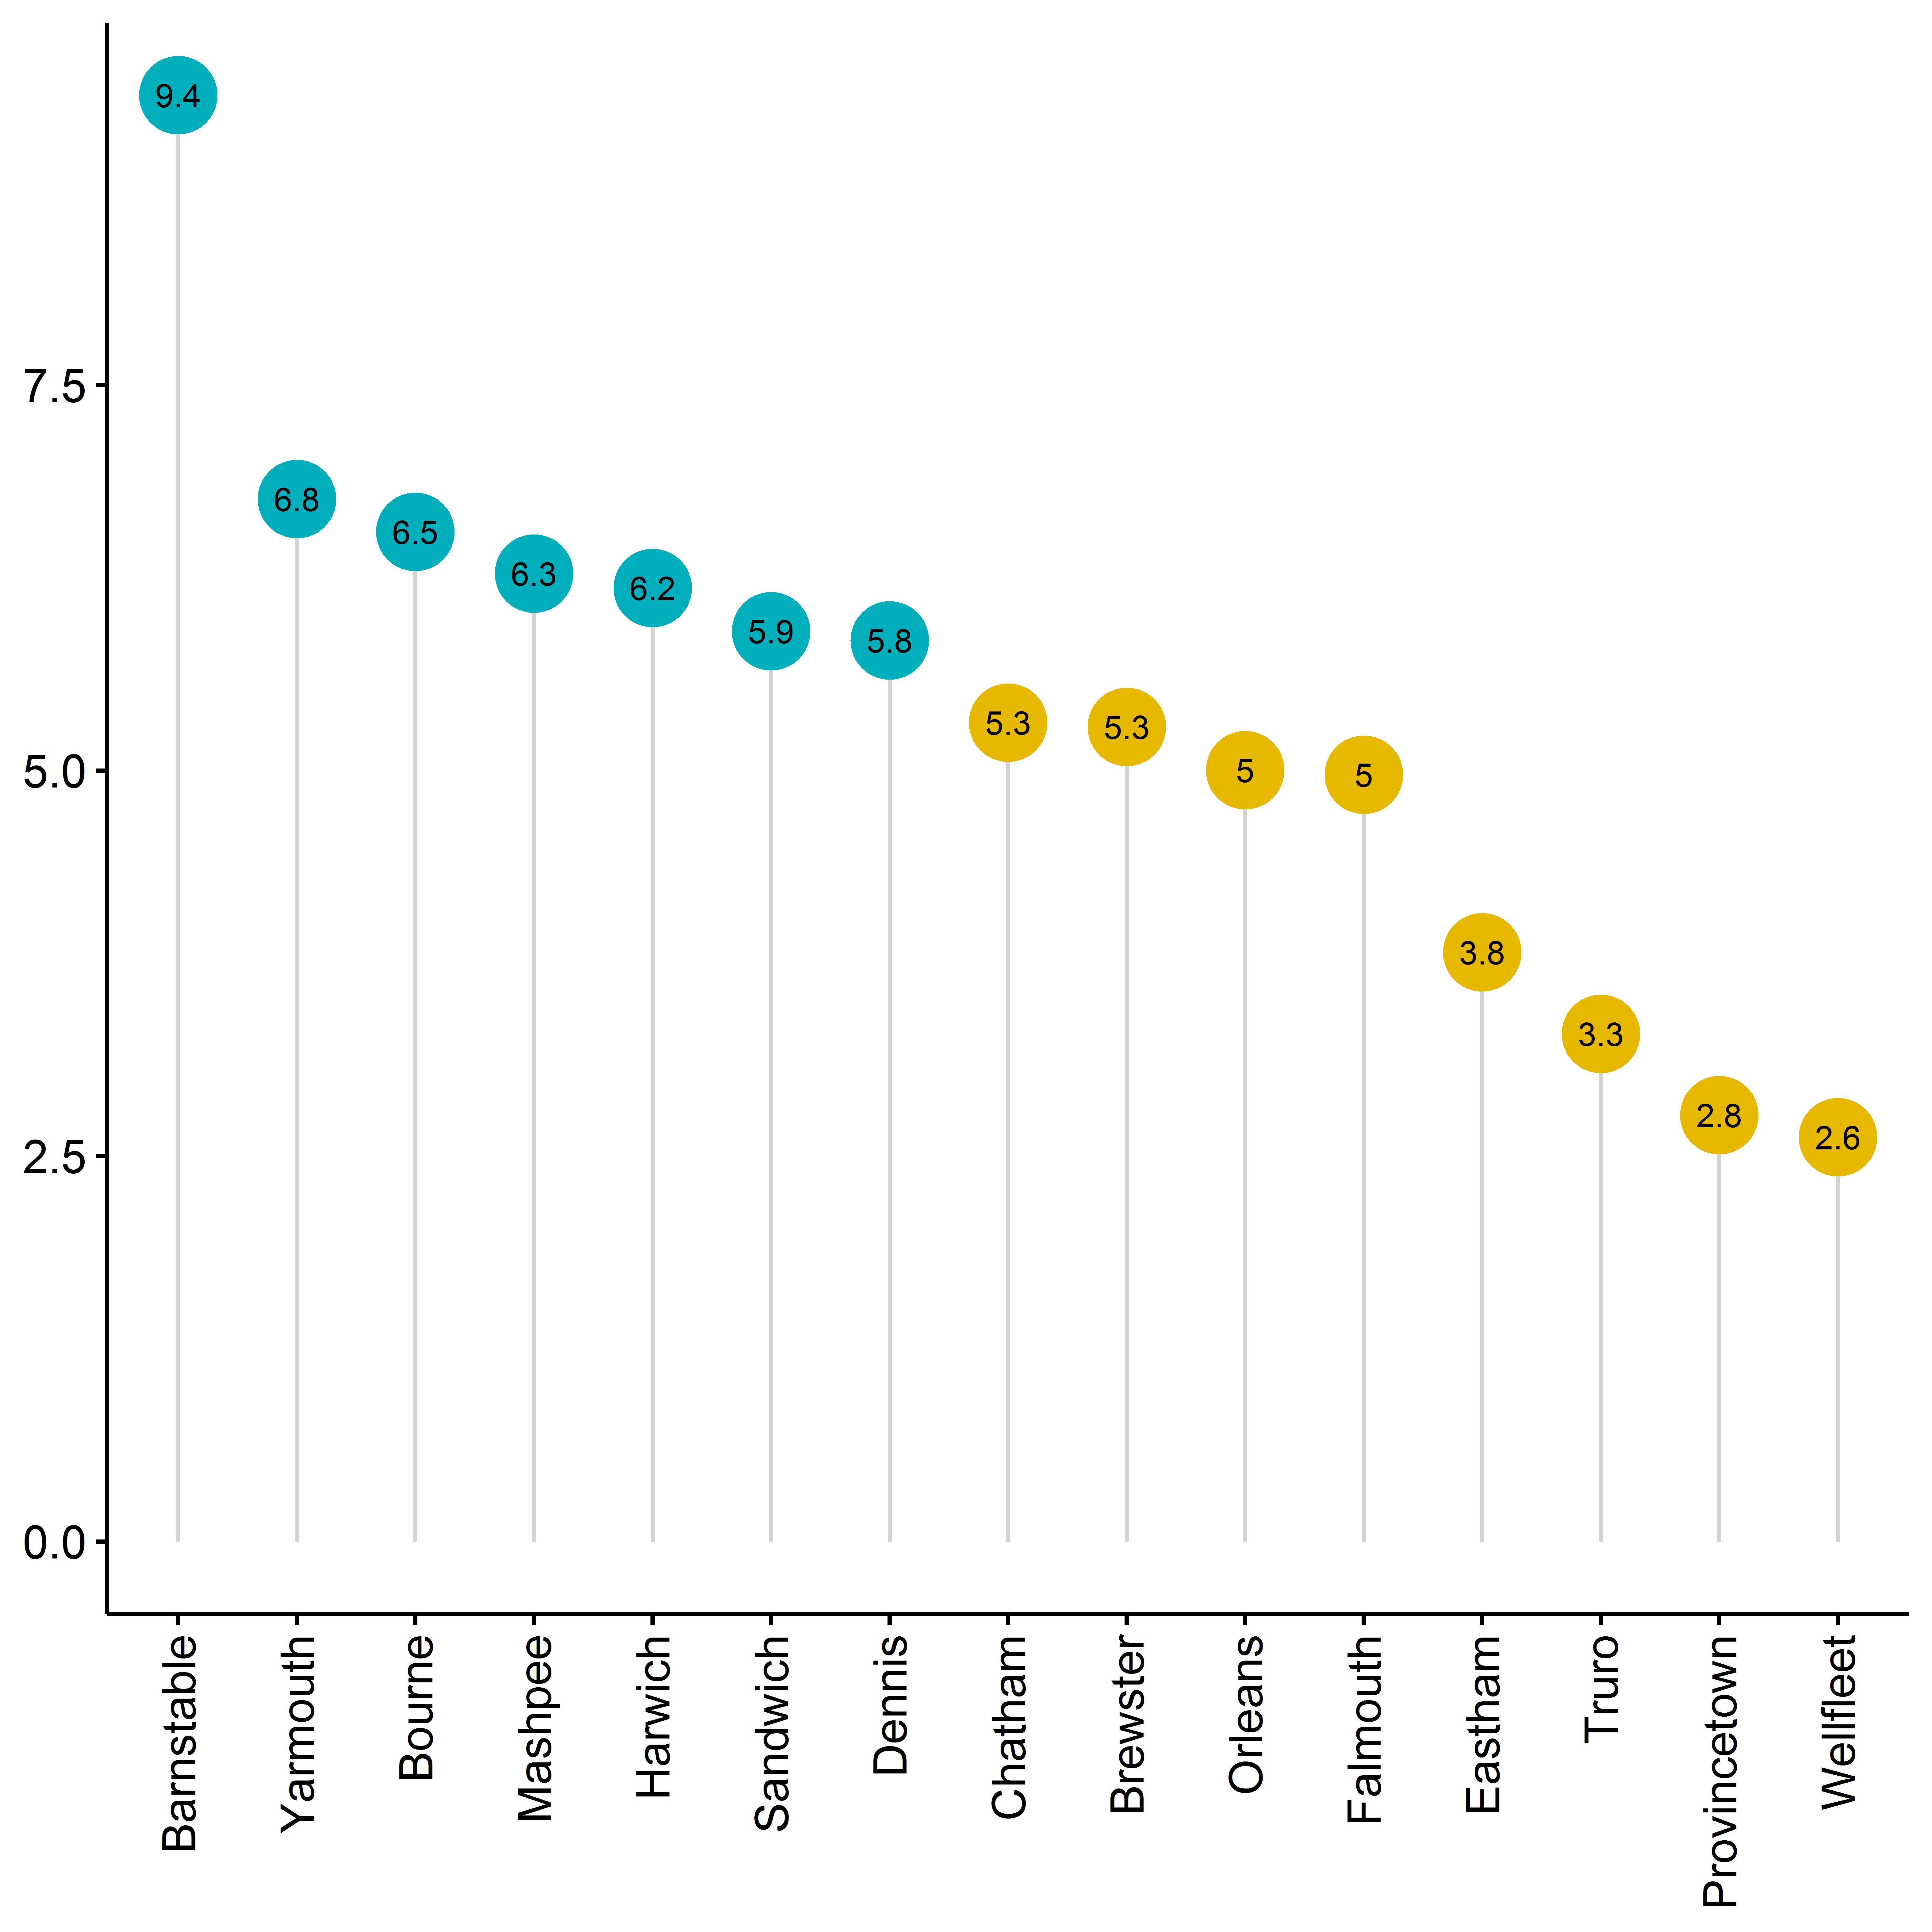 9.4
7.5
6.8
6.5
6.3
6.2
5.9
5.8
5.3
5.3
5.0
5
5
3.8
3.3
2.8
2.6
2.5
0.0
Barnstable
Yarmouth
Bourne
Mashpee
Harwich
Sandwich
Dennis
Chatham
Brewster
Orleans
Falmouth
Eastham
Truro
Provincetown
Wellfleet